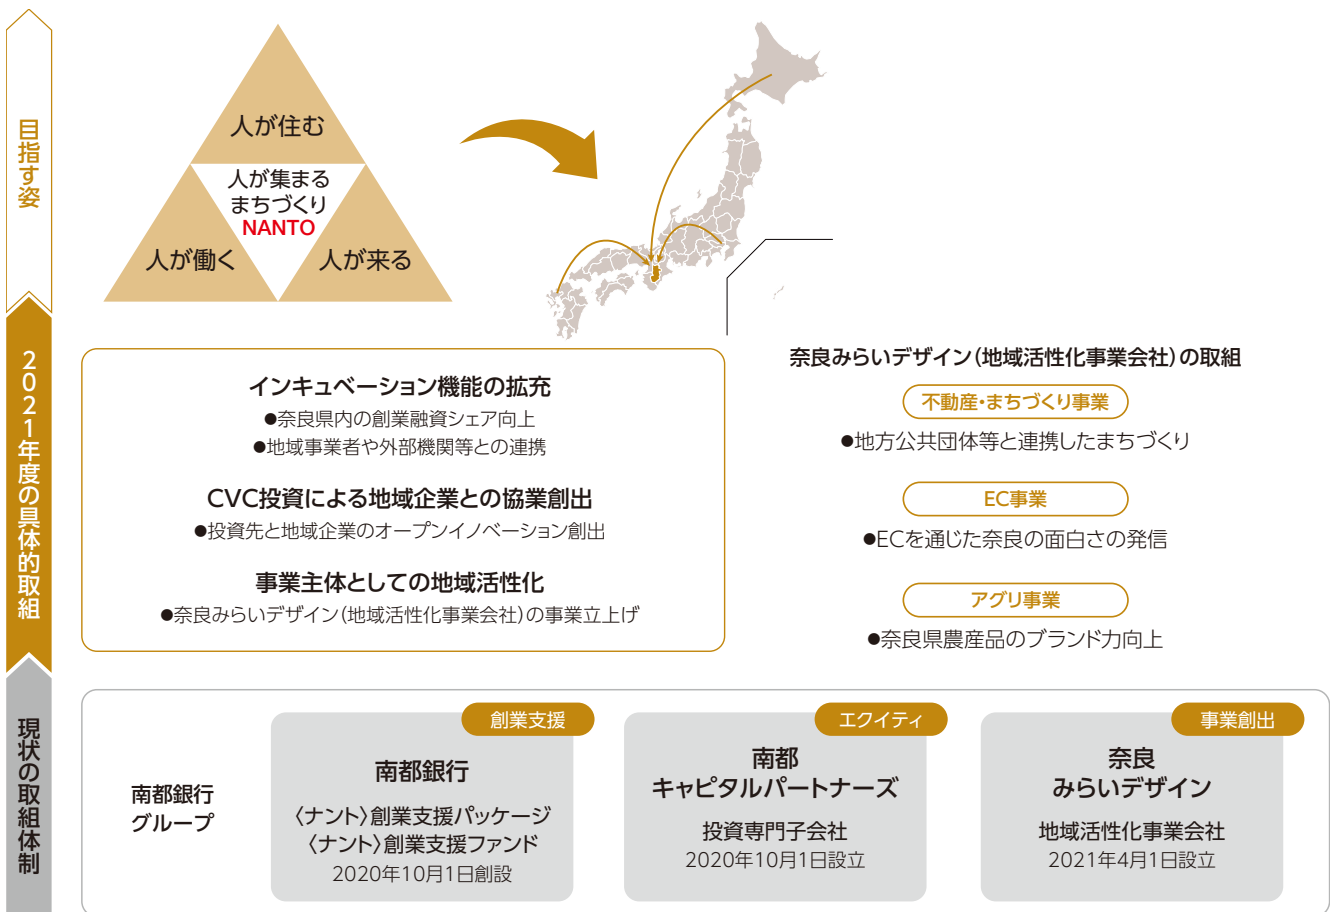 目指す姿
人が住む
人が集まる
まちづくり
NANTO
人が働く
人が来る
2021年度の具体的取組
インキュベーション機能の拡充
●奈良県内の創業融資シェア向上
●地域事業者や外部機関等との連携
CVC投資による地域企業との協業創出
●投資先と地域企業のオープンイノベーション創出
事業主体としての地域活性化
●奈良みらいデザイン(地域活性化事業会社)の事業立上げ
奈良みらいデザイン(地域活性化事業会社)の取組
不動産・まちづくり事業
●地方公共団体等と連携したまちづくり
EC事業
●ECを通じた奈良の面白さの発信
アグリ事業
●奈良県農産品のブランド力向上
現状の取組体制
南都銀行
グループ
創業支援
南都銀行
〈ナント〉創業支援パッケージ
〈ナント〉創業支援ファンド
2020年10月1日創設
エクイティ
南都
キャピタルパートナーズ
投資専門子会社
2020年10月1日設立
事業創出
奈良
みらいデザイン
地域活性化事業会社
2021年4月1日設立